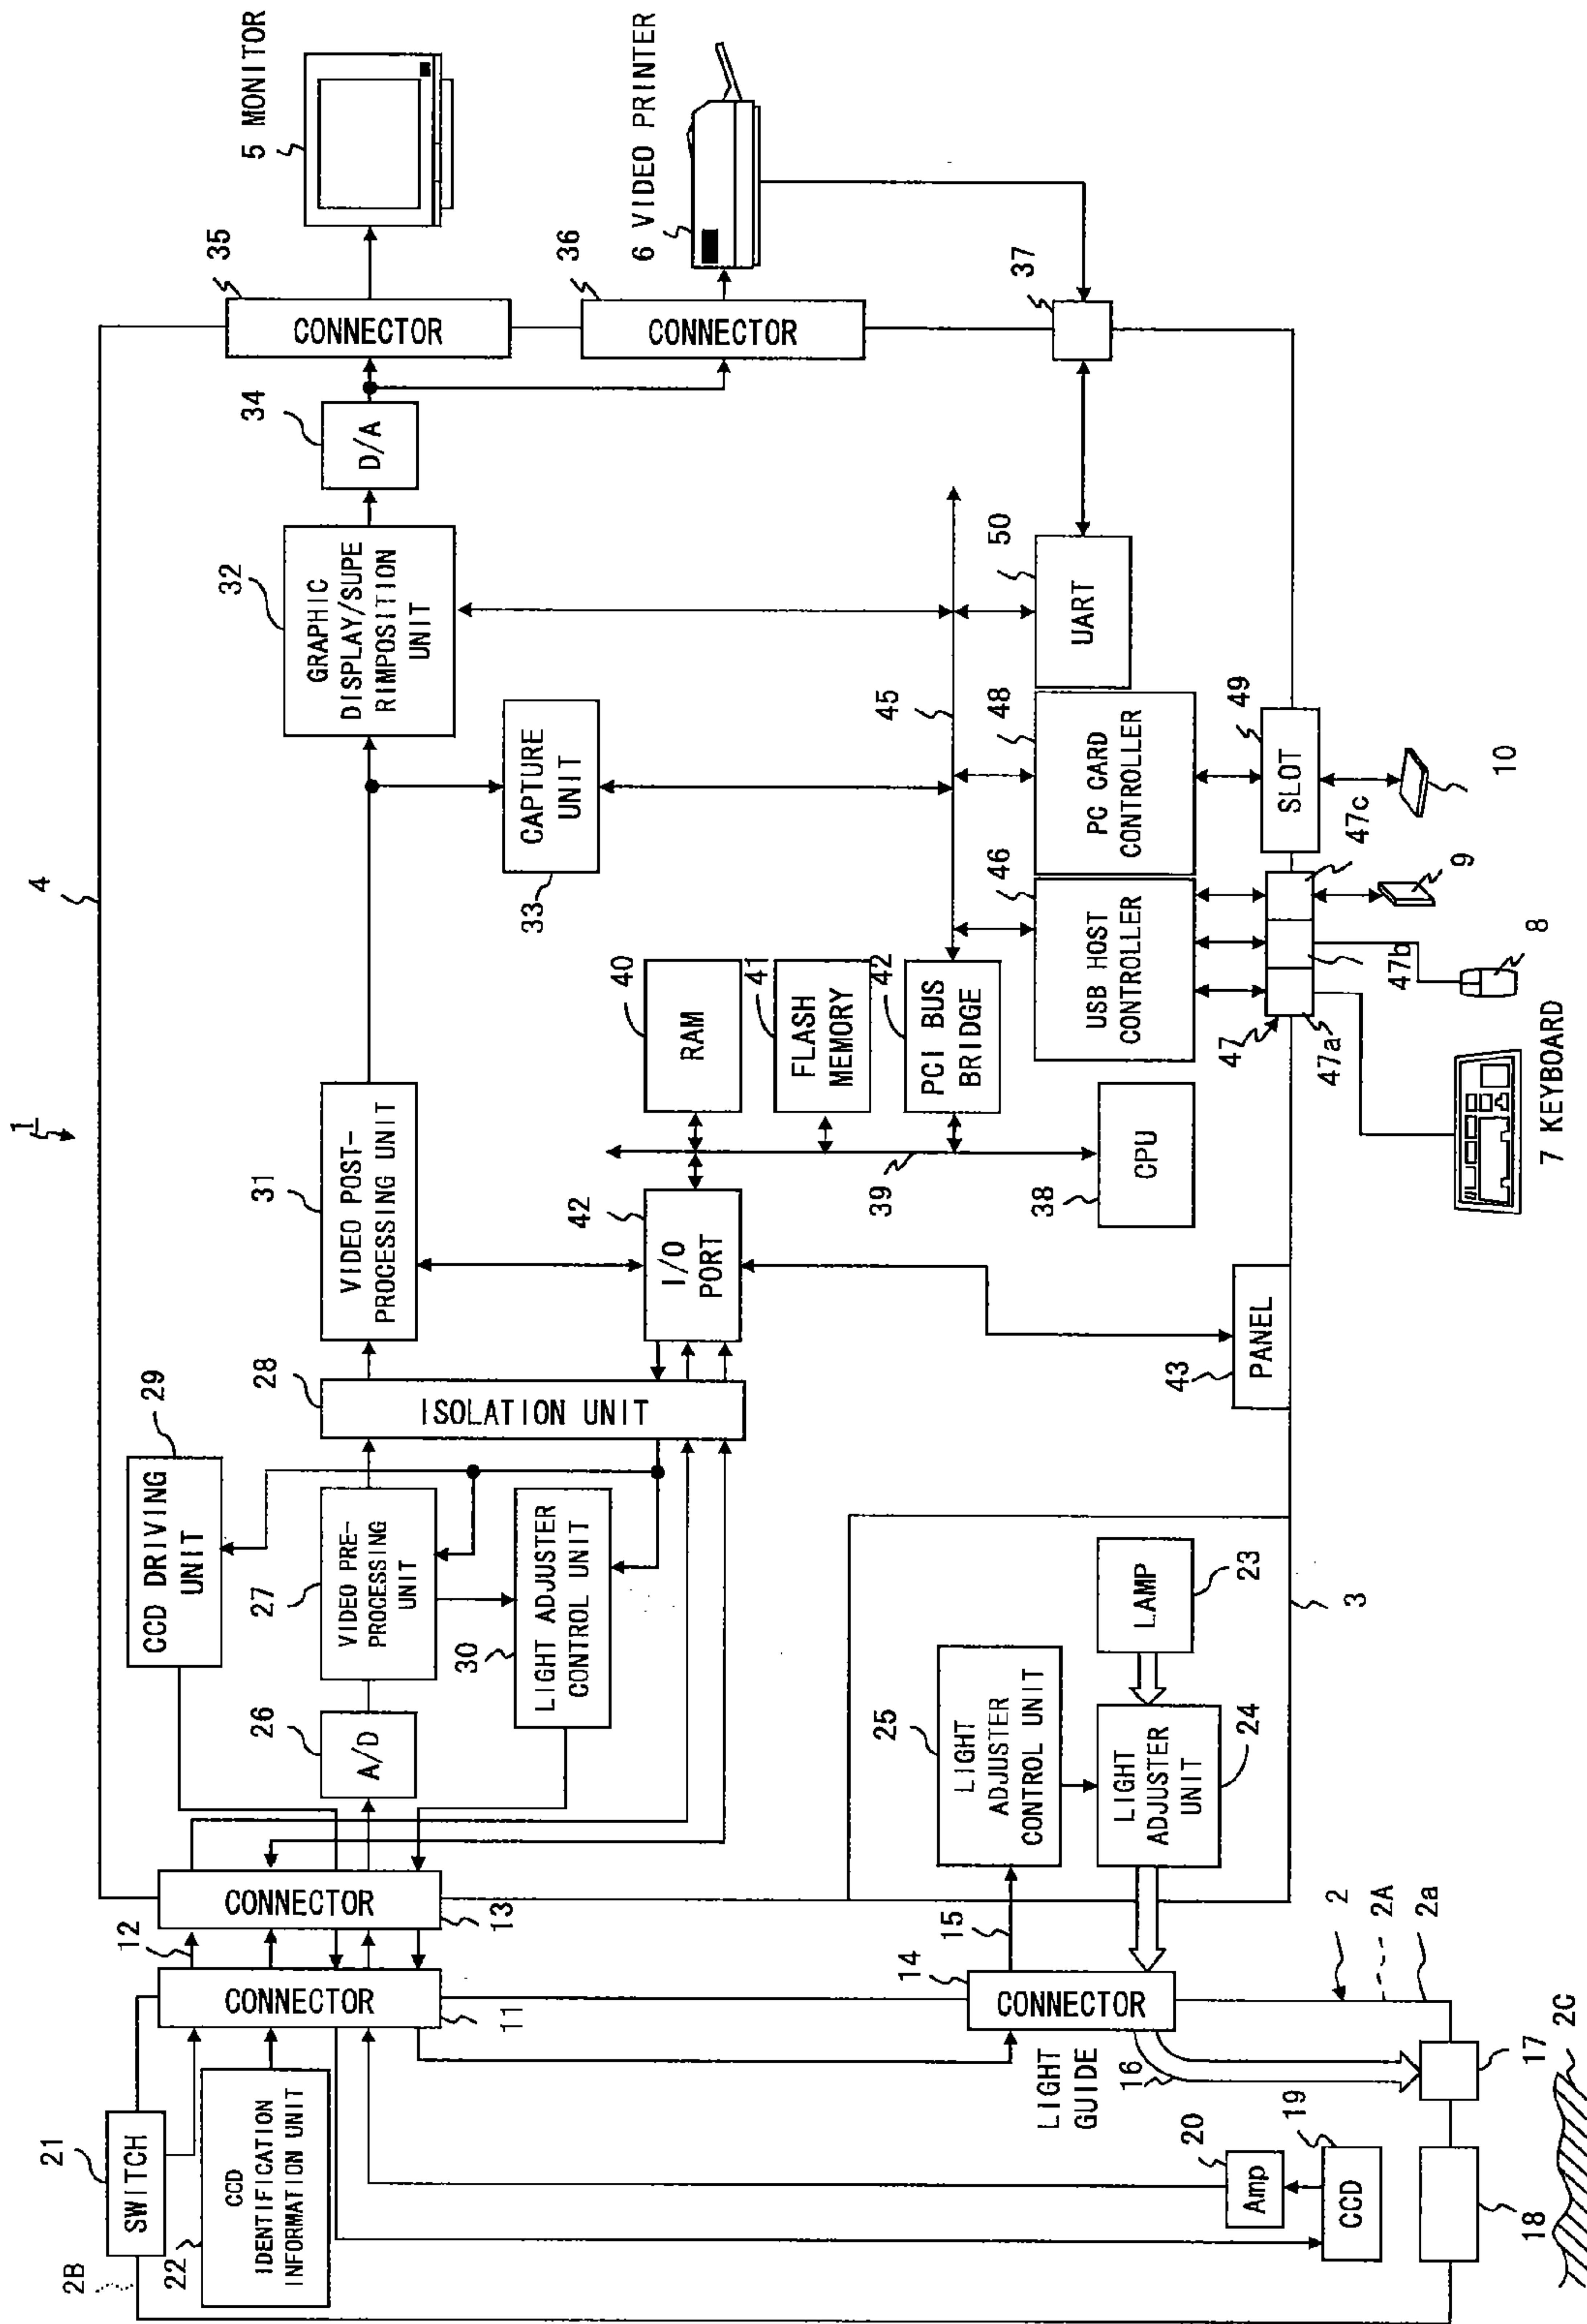 1
4
5 MONITOR
6 VIDEO PRINTER
35
CONNECTOR
36
CONNECTOR
37
34
D/A
32
GRAPHIC
DISPLAY/SUPE
RIMPOSITION
UNIT
CAPTURE
UNIT
33
31
VIDEO POST-
PROCESSING UNIT
28
ISOLATION UNIT
29
CCD DRIVING
UNIT
27
VIDEO PRE-
PROCESSING
UNIT
30
LIGHT ADJUSTER
CONTROL UNIT
26
A/D
CONNECTOR
13
12
CONNECTOR
11
21
SWITCH
2B
22
CCD
IDENTIFICATION
INFORMATION UNIT
40
RAM
41
FLASH
MEMORY
42
PCI BUS
BRIDGE
42
I/O
PORT
39
38
CPU
45
46
USB HOST
CONTROLLER
48
PC CARD
CONTROLLER
50
UART
49
SLOT
47
47a
47b
47c
10
9
8
7 KEYBOARD
43
PANEL
3
LAMP
23
25
LIGHT
ADJUSTER
CONTROL UNIT
LIGHT
ADJUSTER
UNIT
24
15
14
CONNECTOR
LIGHT
GUIDE
16
2
2A
2a
17
2C
20
Amp
19
CCD
18